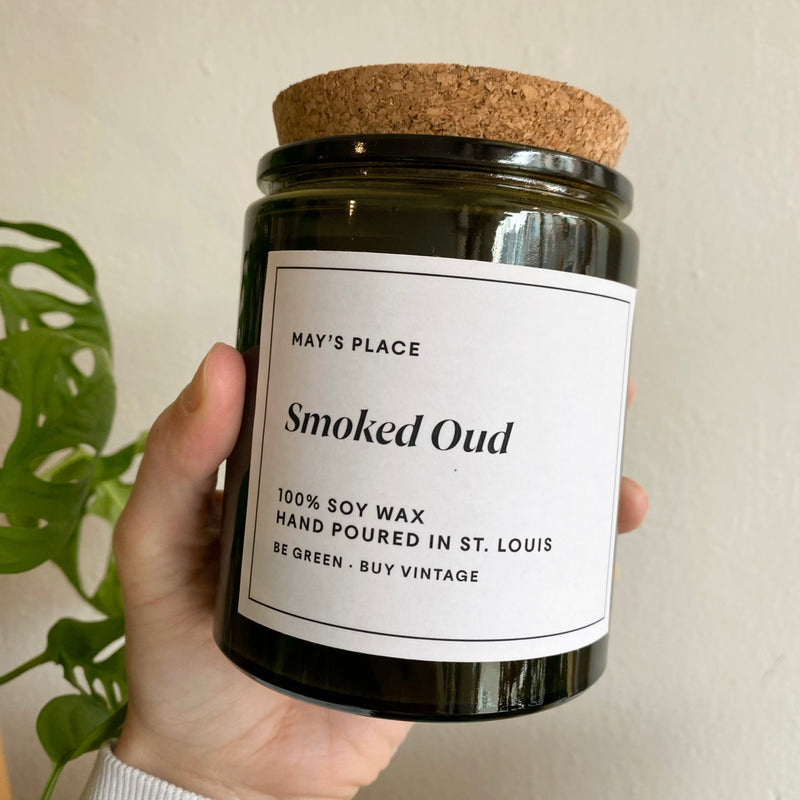 MAY'S PLACE
Smoked Oud
100% SOY WAX
HAND POURED IN ST. LOUIS
BE GREEN · BUY VINTAGE